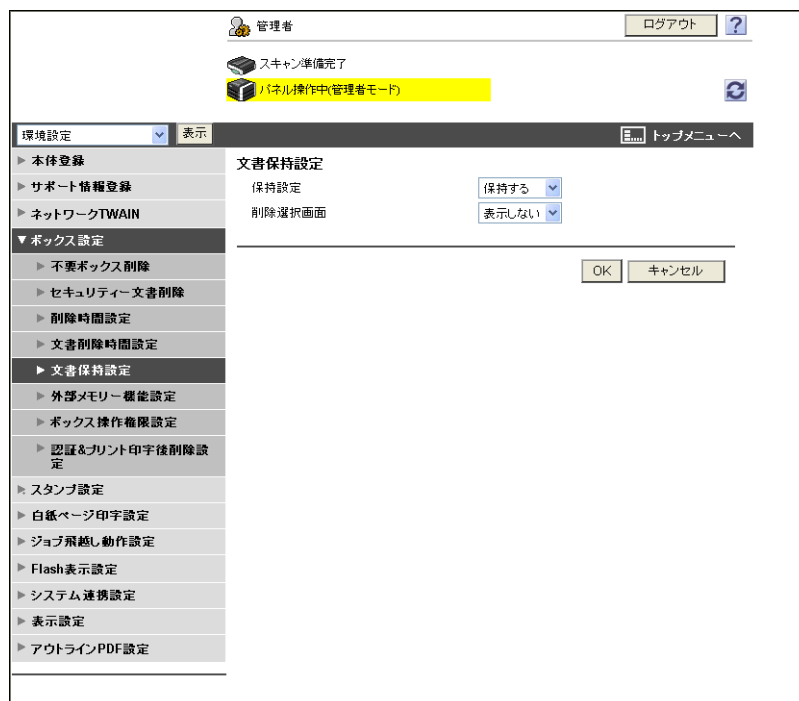 管理者
ログアウト
?
スキャン準備完了
パネル操作中(管理者モード)
環境設定
表示
トップメニューへ
本体登録
サポート情報登録
ネットワークTWAIN
ボックス設定
不要ボックス削除
セキュリティー文書削除
削除時間設定
文書削除時間設定
文書保持設定
外部メモリー機能設定
ボックス操作権限設定
認証&プリント印字後削除設
定
スタンプ設定
白紙ページ印字設定
ジョブ飛越し動作設定
Flash表示設定
システム連携設定
表示設定
アウトラインPDF設定
文書保持設定
保持設定
保持する
削除選択画面
表示しない
OK
キャンセル